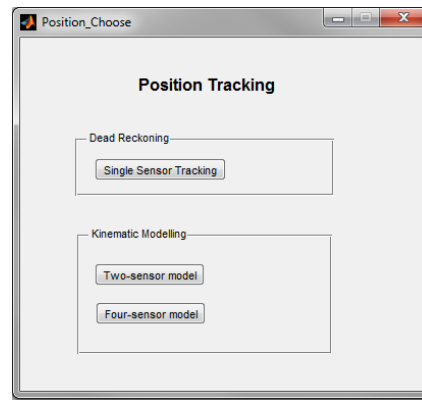 Position_Choose
Position Tracking
Dead Reckoning
Single Sensor Tracking
Kinematic Modelling
Two-sensor model
Four-sensor model